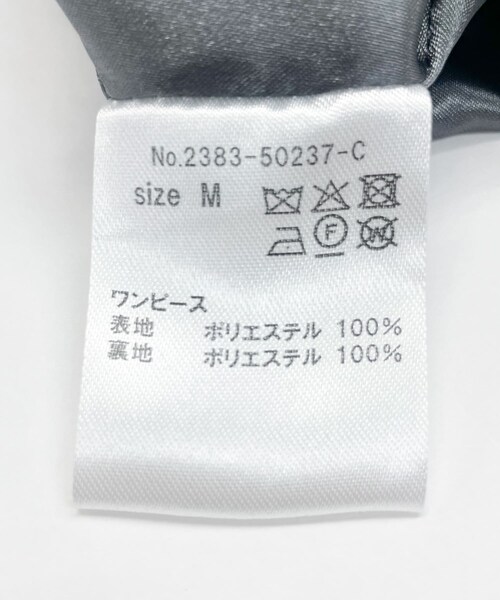 No.2383-50237-C
size M
F W
ワンピース
表地 ポリエステル 100%
裏地 ポリエステル 100%